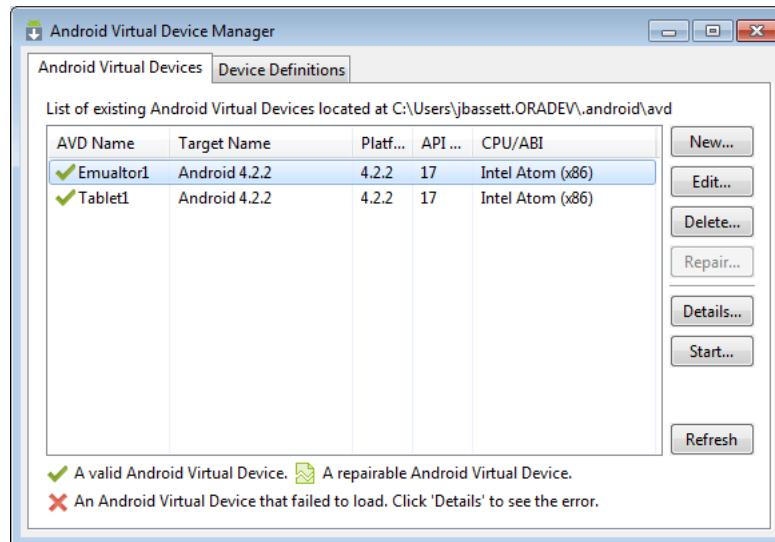 Android Virtual Device Manager
Android Virtual Devices Device Definitions
List of existing Android Virtual Devices located at C:\Users\jbassett.ORADEV\.android\avd
AVD Name Target Name Platf... API ... CPU/ABI New...
Emualtor1 Android 4.2.2 4.2.2 17 Intel Atom (x86)
Edit...
Tablet1 Android 4.2.2 4.2.2 17 Intel Atom (x86)
Delete...
Repair...
Details...
Start...
Refresh
A valid Android Virtual Device. A repairable Android Virtual Device.
An Android Virtual Device that failed to load. Click 'Details' to see the error.